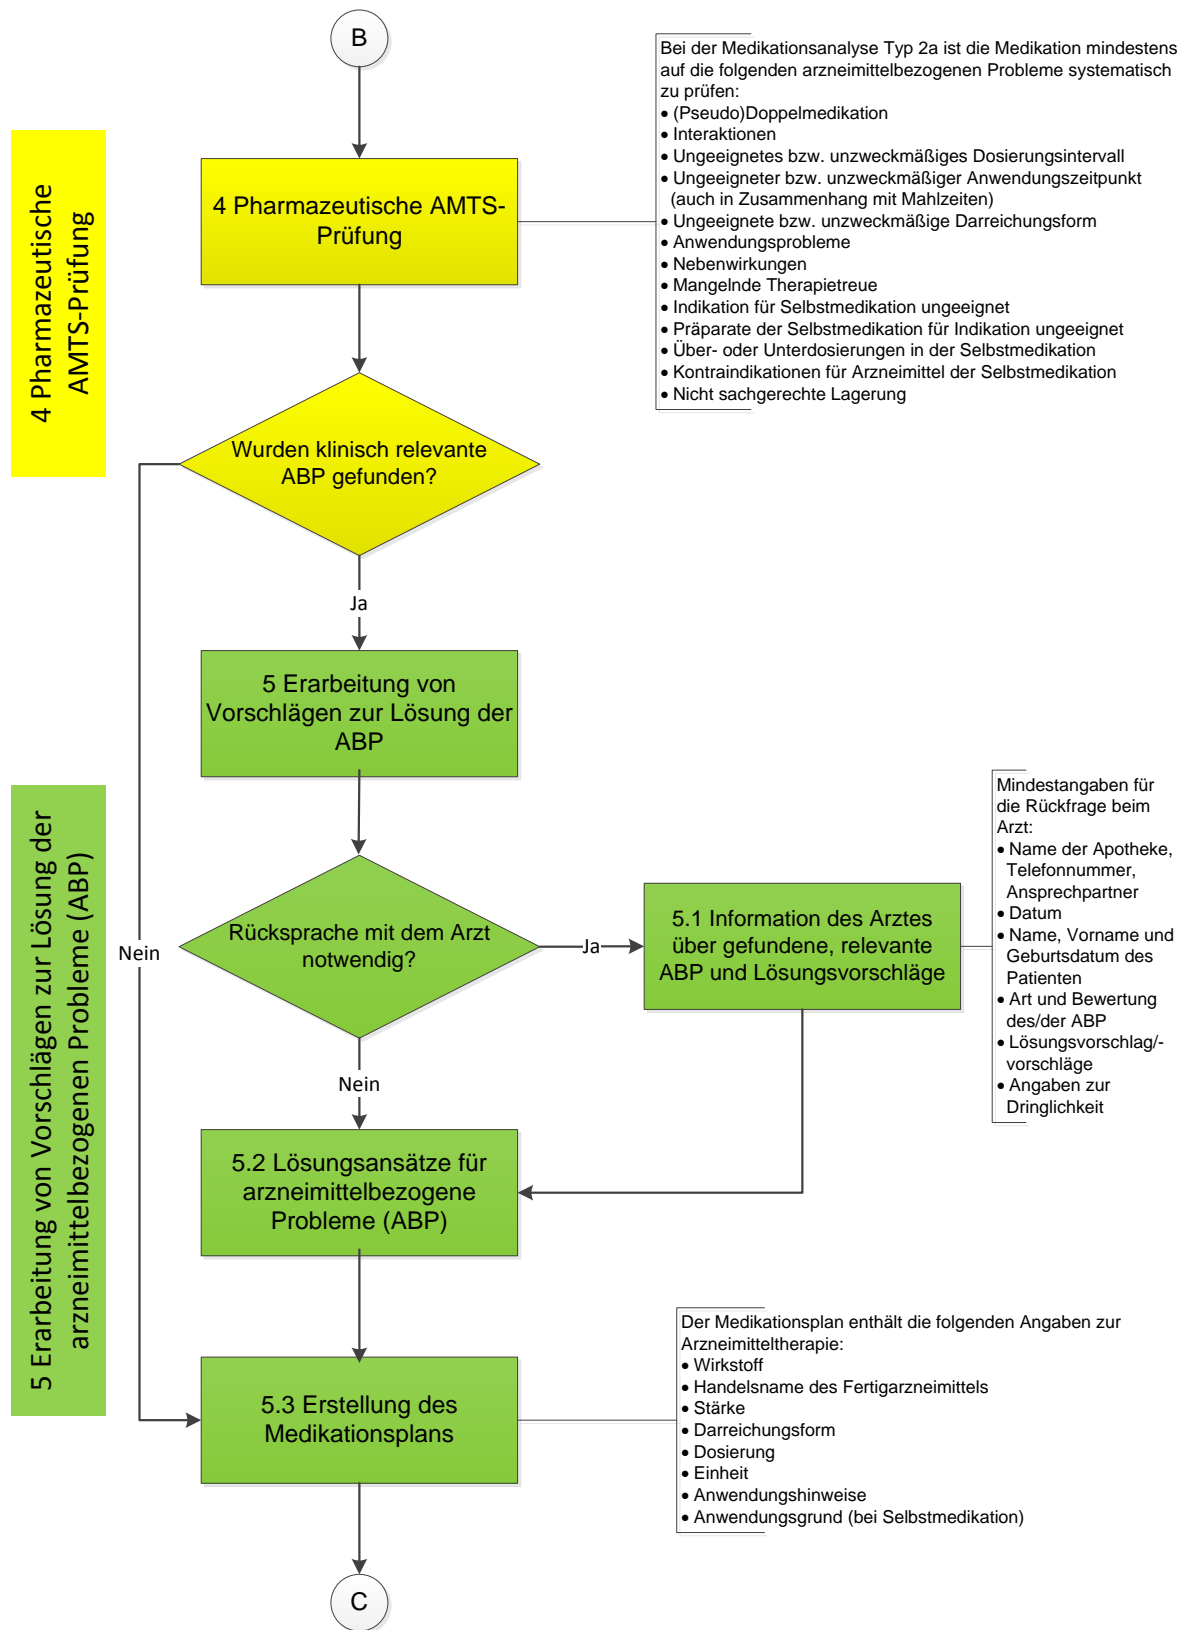 B
Bei der Medikationsanalyse Typ 2a ist die Medikation mindestens
auf die folgenden arzneimittelbezogenen Probleme systematisch
zu prüfen:
• (Pseudo)Doppelmedikation
• Interaktionen
• Ungeeignetes bzw. unzweckmäßiges Dosierungsintervall
• Ungeeigneter bzw. unzweckmäßiger Anwendungszeitpunkt
(auch in Zusammenhang mit Mahlzeiten)
• Ungeeignete bzw. unzweckmäßige Darreichungsform
• Anwendungsprobleme
• Nebenwirkungen
• Mangelnde Therapietreue
• Indikation für Selbstmedikation ungeeignet
• Präparate der Selbstmedikation für Indikation ungeeignet
• Über- oder Unterdosierungen in der Selbstmedikation
• Kontraindikationen für Arzneimittel der Selbstmedikation
• Nicht sachgerechte Lagerung
4 Pharmazeutische
AMTS-Prüfung
4 Pharmazeutische AMTS-
Prüfung
Wurden klinisch relevante
ABP gefunden?
Ja
5 Erarbeitung von
Vorschlägen zur Lösung der
ABP
5 Erarbeitung von Vorschlägen zur Lösung der
arzneimittelbezogenen Probleme (ABP)
Nein
Rücksprache mit dem Arzt
notwendig?
Ja
5.1 Information des Arztes
über gefundene, relevante
ABP und Lösungsvorschläge
Mindestangaben für
die Rückfrage beim
Arzt:
• Name der Apotheke,
Telefonnummer,
Ansprechpartner
• Datum
• Name, Vorname und
Geburtsdatum des
Patienten
• Art und Bewertung
des/der ABP
• Lösungsvorschlag/-
vorschläge
• Angaben zur
Dringlichkeit
Nein
5.2 Lösungsansätze für
arzneimittelbezogene
Probleme (ABP)
5.3 Erstellung des
Medikationsplans
Der Medikationsplan enthält die folgenden Angaben zur
Arzneimitteltherapie:
• Wirkstoff
• Handelsname des Fertigarzneimittels
• Stärke
• Darreichungsform
• Dosierung
• Einheit
• Anwendungshinweise
• Anwendungsgrund (bei Selbstmedikation)
C